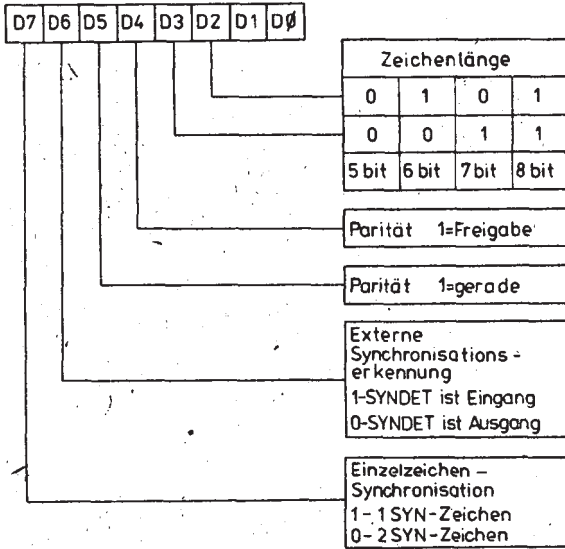 D7 D6 D5 D4 D3 D2 D1 DØ
Zeichenlänge
0 1 0 1
0 0 1 1
5 bit 6 bit 7 bit 8 bit
Parität 1=Freigabe
Parität 1=gerade
Externe
Synchronisations-
erkennung
1-SYNDET ist Eingang
0-SYNDET ist Ausgang
Einzelzeichen-
Synchronisation
1-1 SYN-Zeichen
0-2 SYN-Zeichen